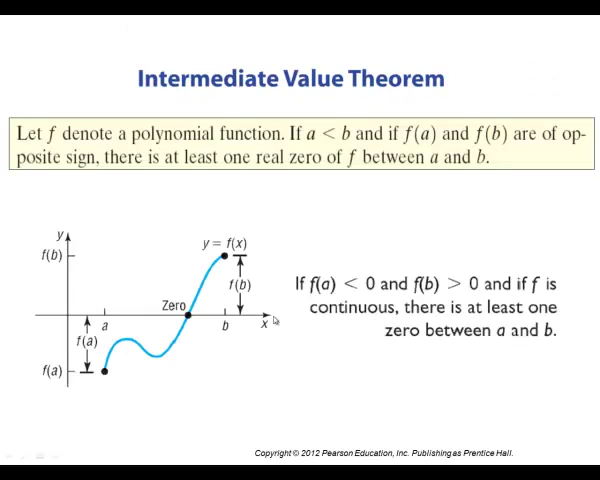 Intermediate Value Theorem
Let f denote a polynomial function. If a < b and if f(a) and f(b) are of op-
posite sign, there is at least one real zero of f between a and b.
y
f(b)
y = f(x)
f(b)
Zero
a
b
x
f(a)
f(a)
If f(a) < 0 and f(b) > 0 and if f is
continuous, there is at least one
zero between a and b.
Copyright © 2012 Pearson Education, Inc. Publishing as Prentice Hall.